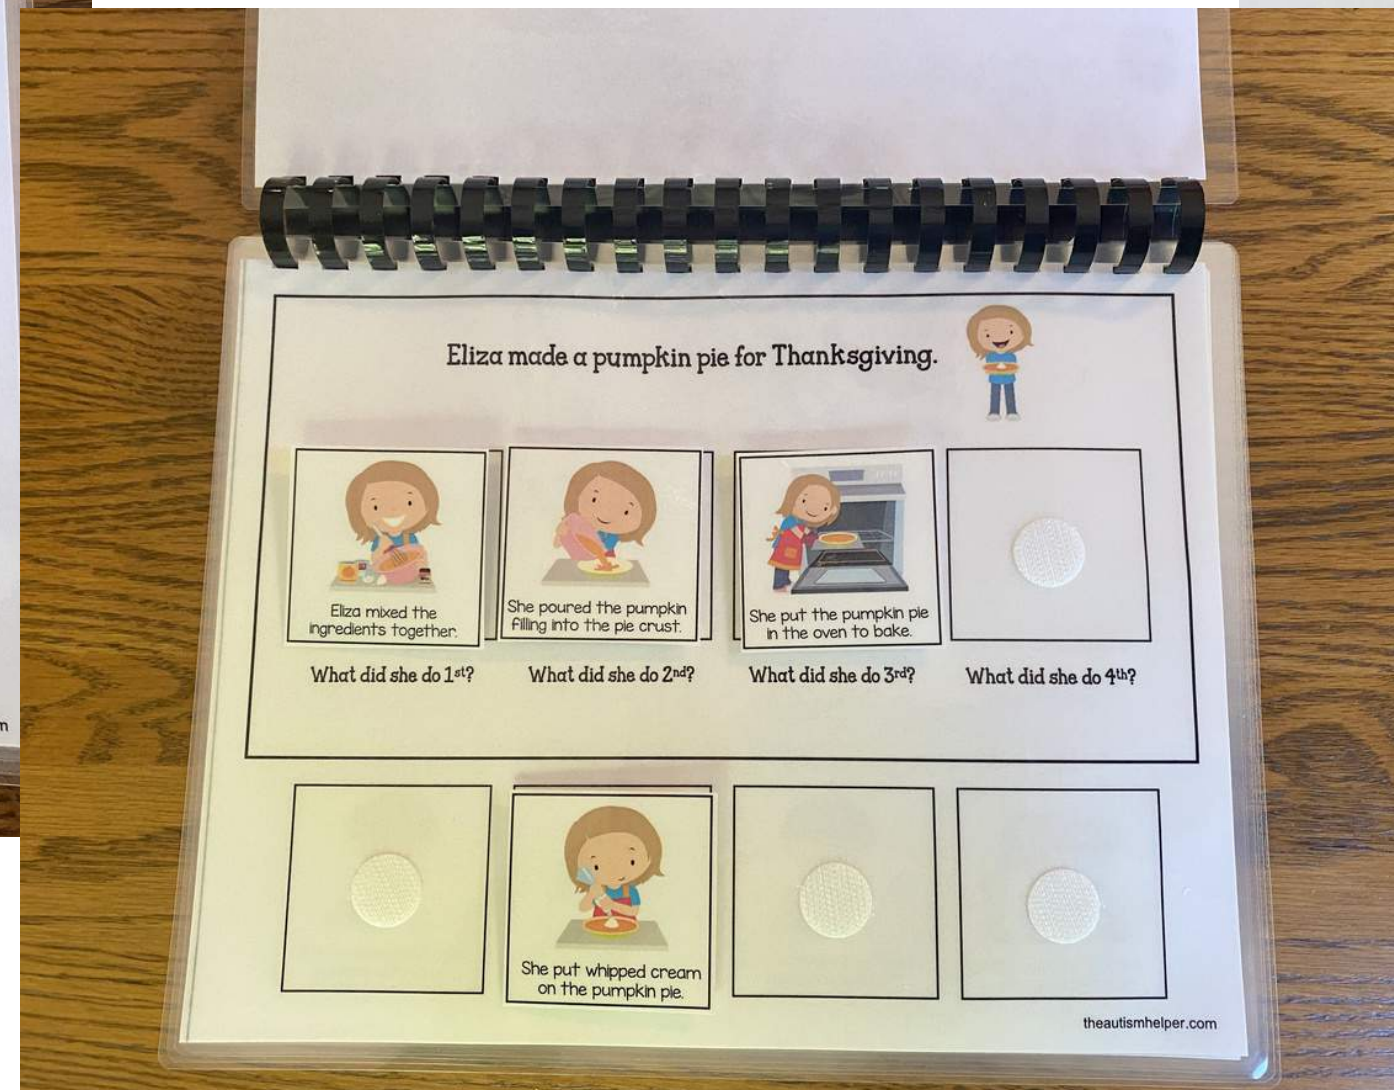 Eliza made a pumpkin pie for Thanksgiving.
Eliza mixed the
ingredients together.
She poured the pumpkin
filling into the pie crust.
She put the pumpkin pie
in the oven to bake.
What did she do 1st?
What did she do 2nd?
What did she do 3rd?
What did she do 4th?
She put whipped cream
on the pumpkin pie.
theautismhelper.com